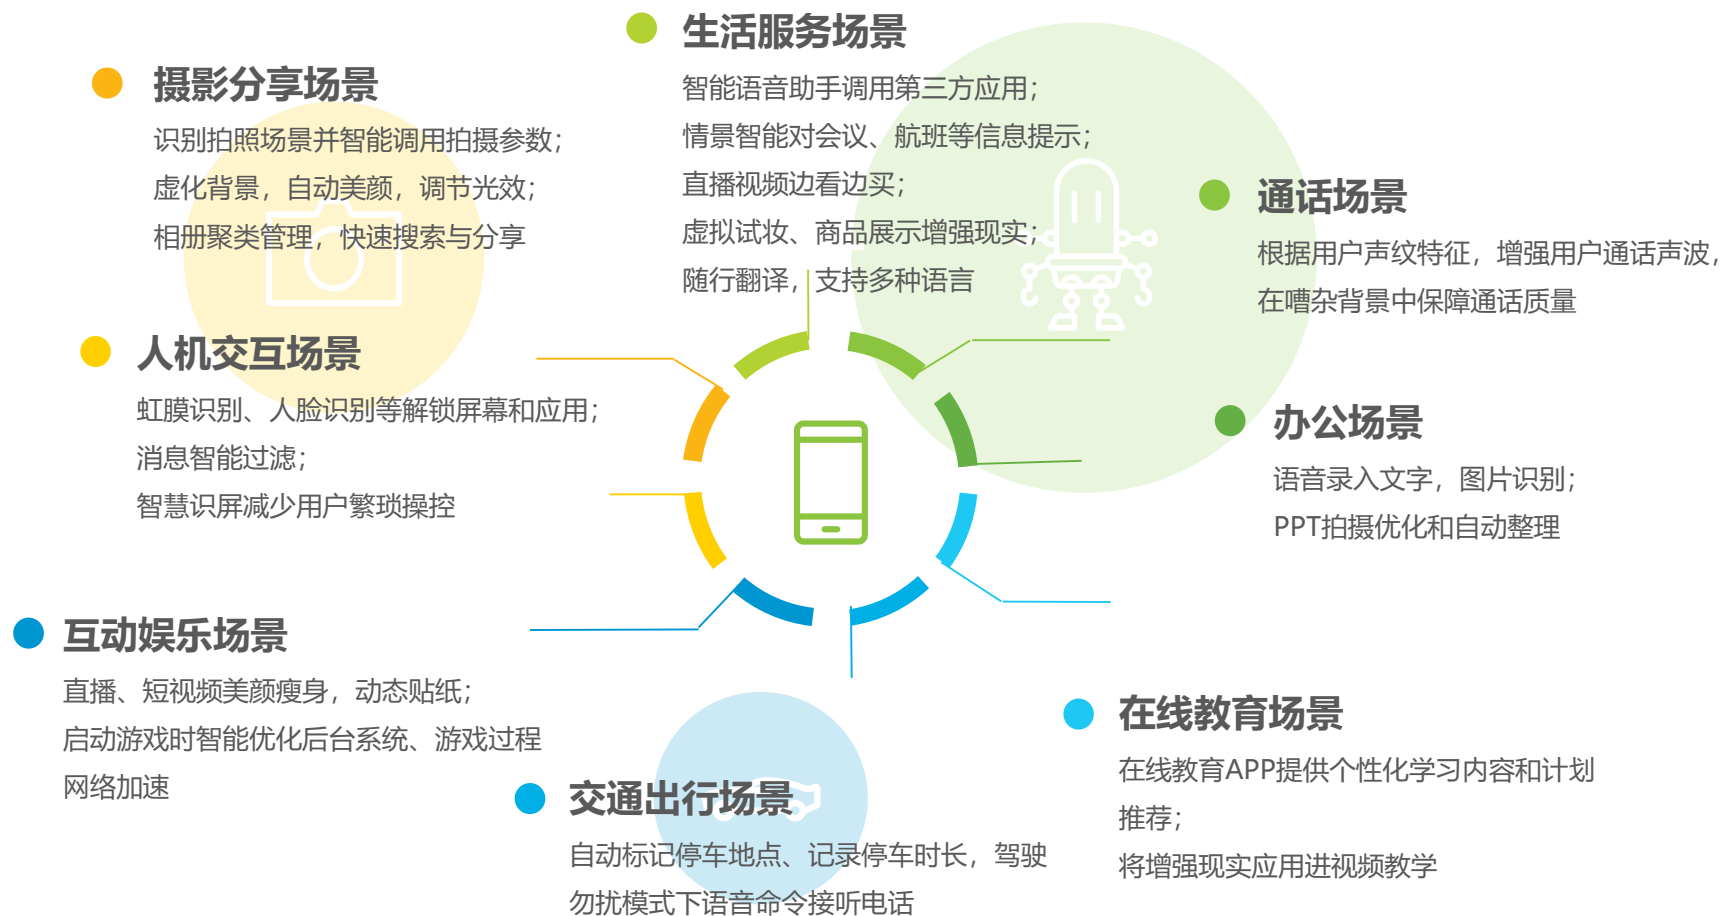 生活服务场景
智能语音助手调用第三方应用；
情景智能对会议、航班等信息提示；
直播视频边看边买；
虚拟试妆、商品展示增强现实；
随行翻译，支持多种语言
摄影分享场景
识别拍照场景并智能调用拍摄参数；
虚化背景，自动美颜，调节光效；
相册聚类管理，快速搜索与分享
通话场景
根据用户声纹特征，增强用户通话声波，
在嘈杂背景中保障通话质量
人机交互场景
虹膜识别、人脸识别等解锁屏幕和应用；
消息智能过滤；
智慧识屏减少用户繁琐操控
办公场景
语音录入文字，图片识别；
PPT拍摄优化和自动整理
互动娱乐场景
直播、短视频美颜瘦身，动态贴纸；
启动游戏时智能优化后台系统、游戏过程
网络加速
在线教育场景
在线教育APP提供个性化学习内容和计划
推荐；
将增强现实应用进视频教学
交通出行场景
自动标记停车地点、记录停车时长，驾驶
勿扰模式下语音命令接听电话